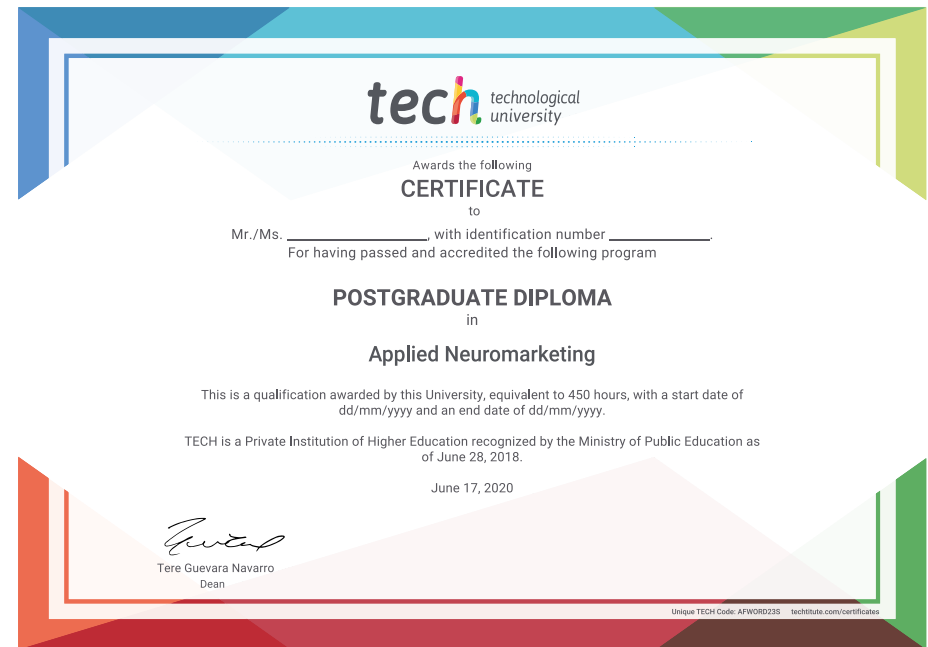 tech technological
university
Awards the following
CERTIFICATE
to
Mr./Ms. ____________________, with identification number ______________.
For having passed and accredited the following program
POSTGRADUATE DIPLOMA
in
Applied Neuromarketing
This is a qualification awarded by this University, equivalent to 450 hours, with a start date of
dd/mm/yyyy and an end date of dd/mm/yyyy.
TECH is a Private Institution of Higher Education recognized by the Ministry of Public Education as
of June 28, 2018.
June 17, 2020
Tere Guevara Navarro
Dean
Unique TECH Code: AFWORD23S techtitute.com/certificates